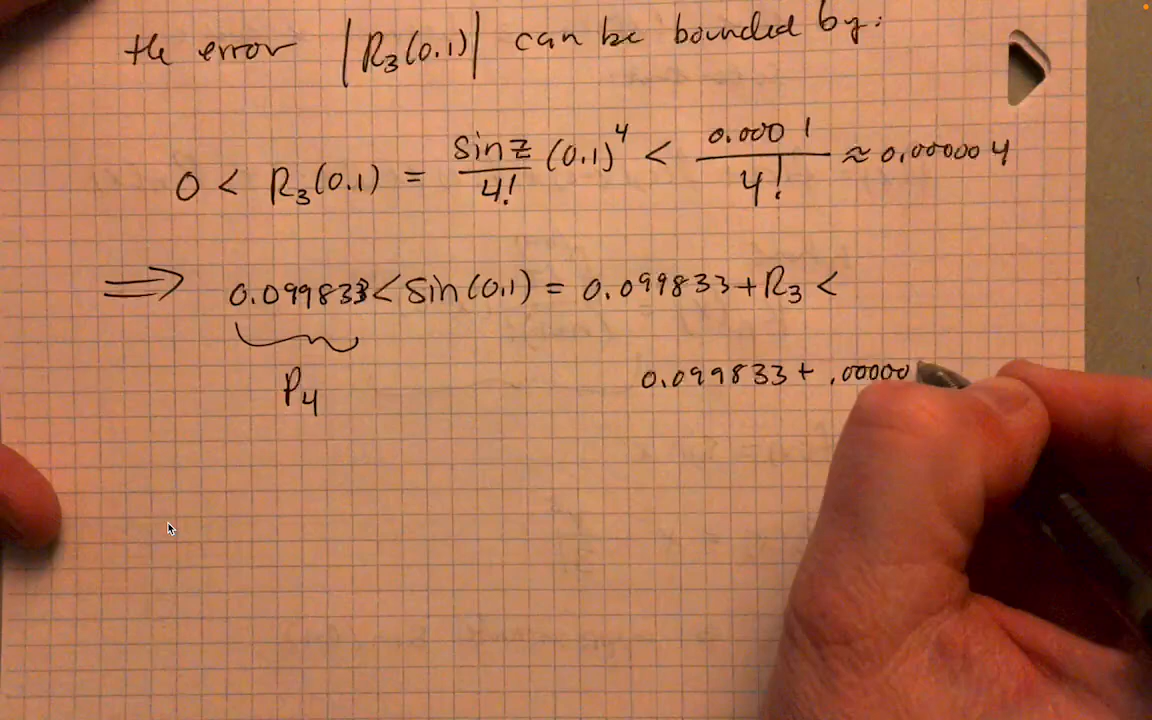 the error |R₃(0.1)| can be bounded by:
0 < R₃(0.1) = sin z / 4! (0.1)⁴ < 0.0001 / 4! ≈ 0.000004
⟹ 0.099833 < sin(0.1) = 0.099833 + R₃ <
0.099833 + .00000
P₄